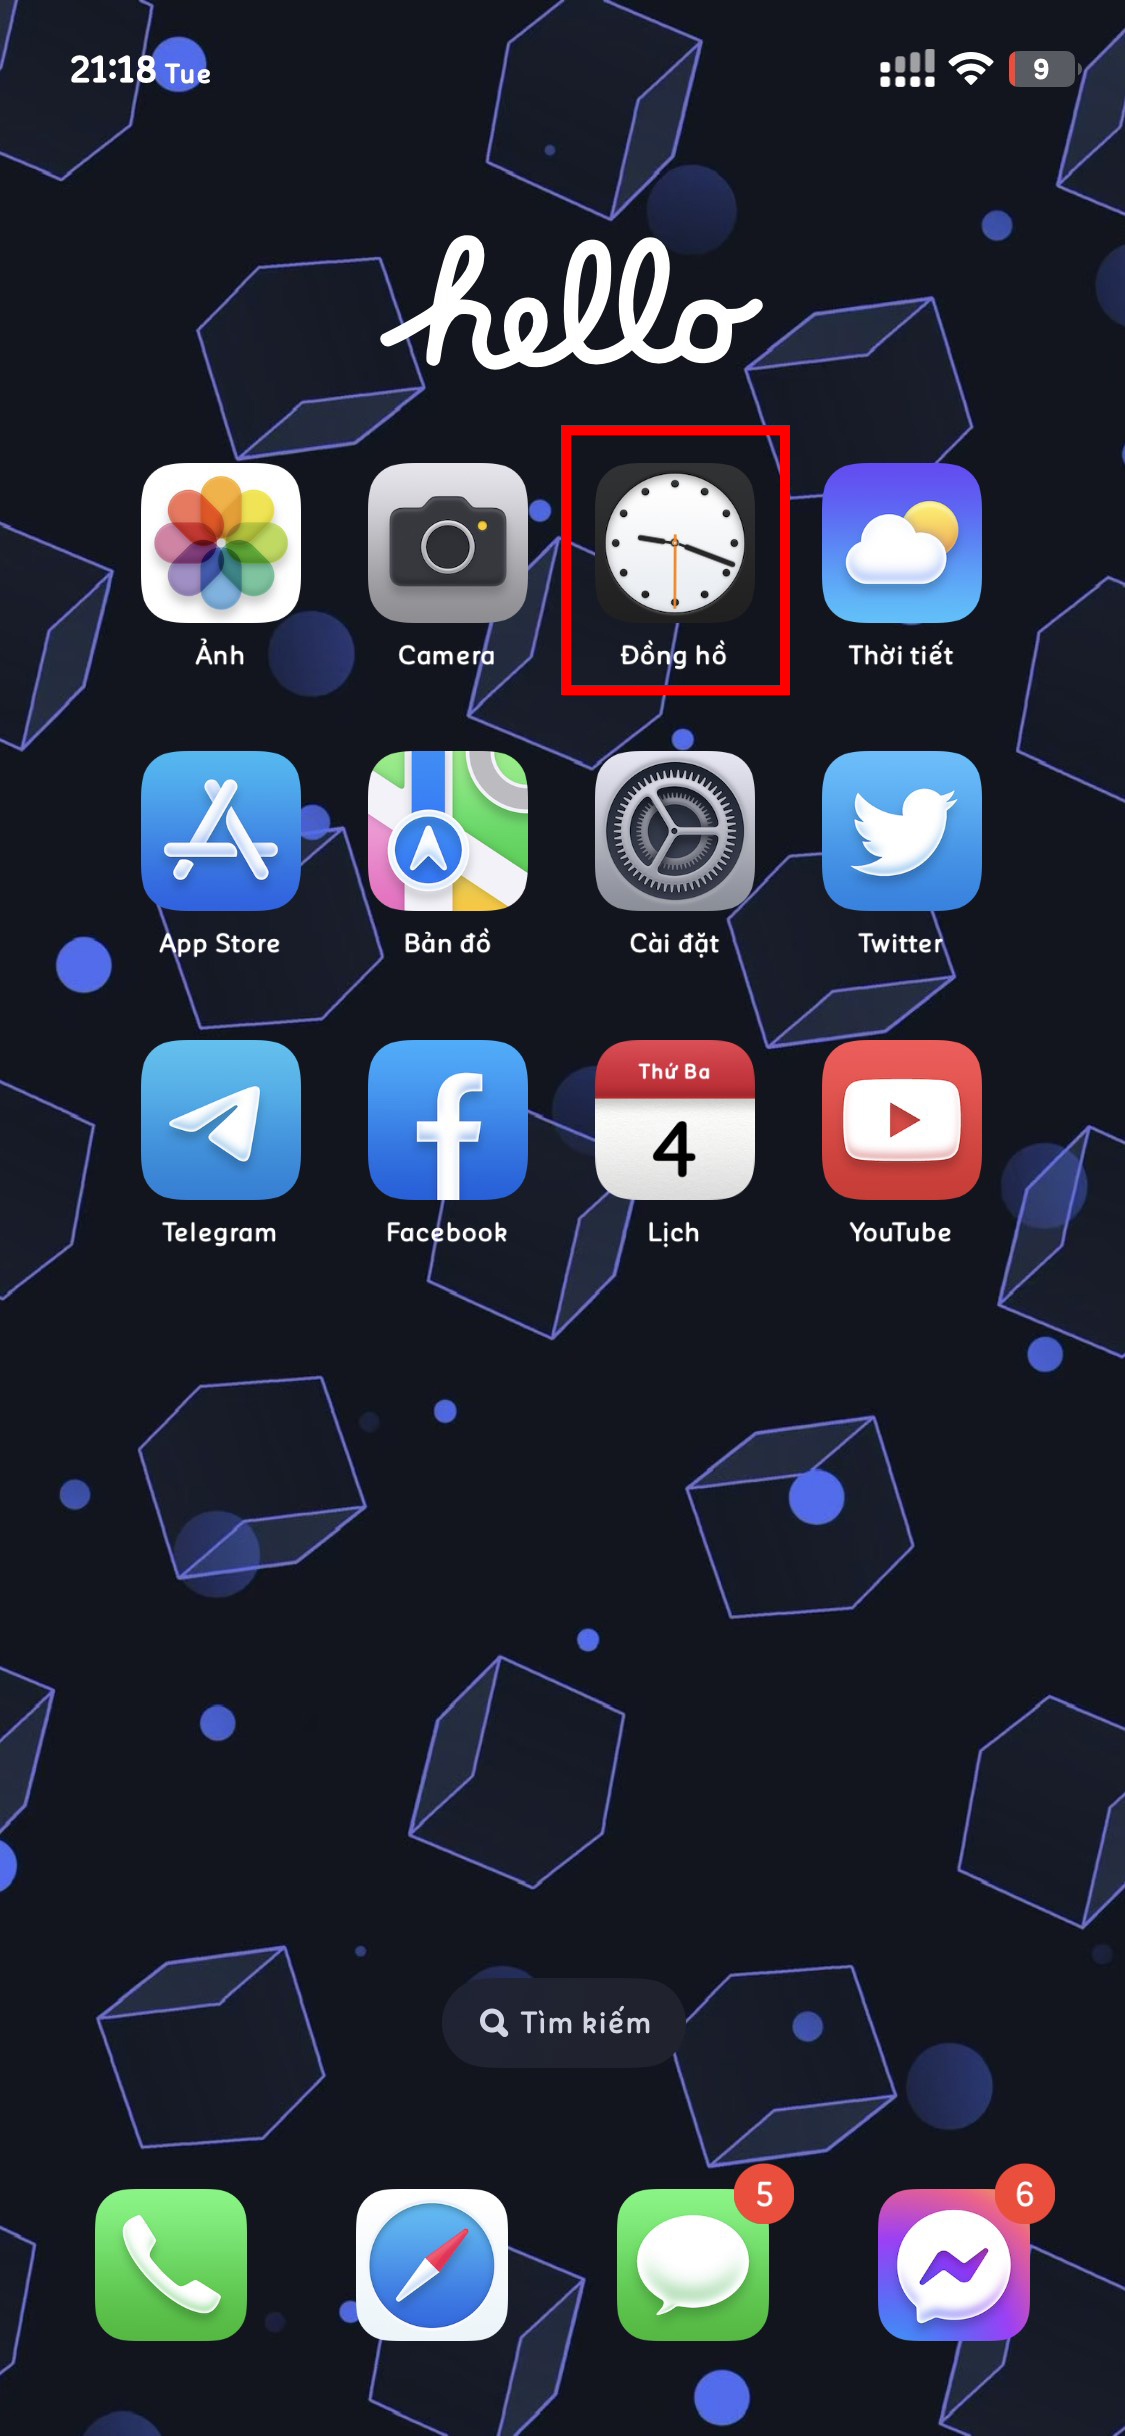 21:18 Tue
9
hello
Ảnh
Camera
Đồng hồ
Thời tiết
App Store
Bản đồ
Cài đặt
Twitter
Thứ Ba
4
Telegram
Facebook
Lịch
YouTube
Tìm kiếm
5
6